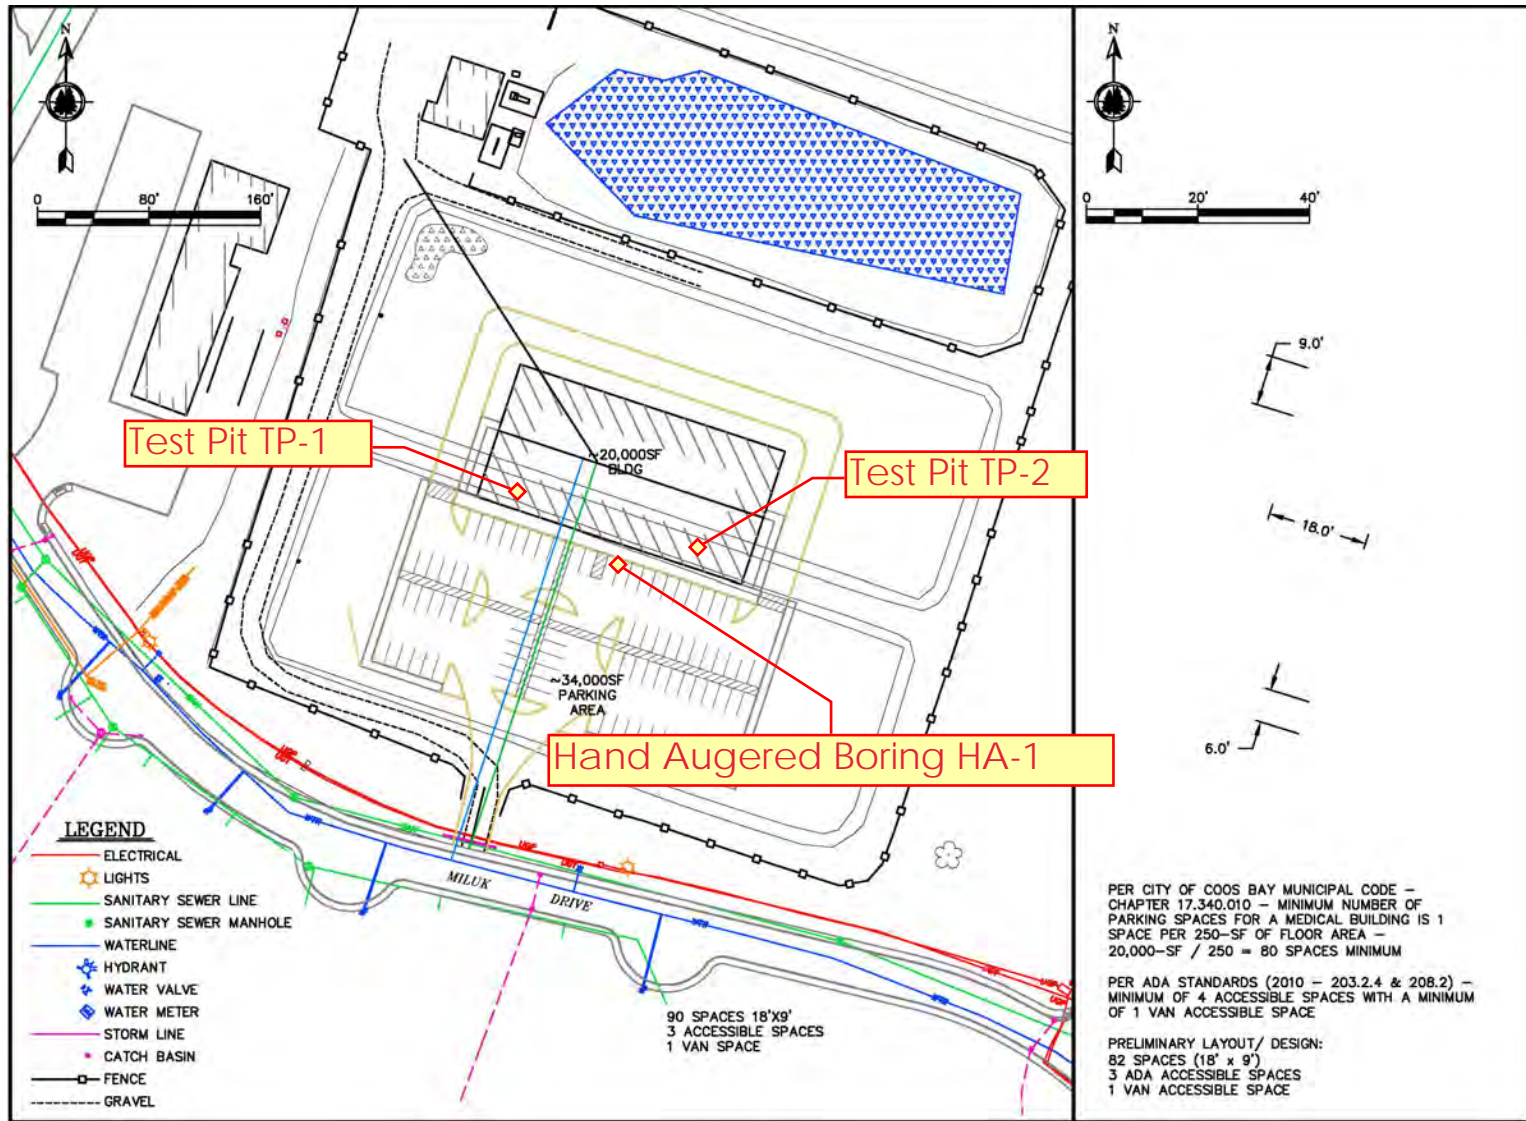 N
0 80' 160'
N
0 20' 40'
9.0'
Test Pit TP-1
~20,000SF
BLDG
Test Pit TP-2
18.0'
~34,000SF
PARKING
AREA
6.0'
Hand Augered Boring HA-1
MILUK
DRIVE
LEGEND
ELECTRICAL
LIGHTS
SANITARY SEWER LINE
SANITARY SEWER MANHOLE
WATERLINE
HYDRANT
WATER VALVE
WATER METER
STORM LINE
CATCH BASIN
FENCE
GRAVEL
90 SPACES 18'X9'
3 ACCESSIBLE SPACES
1 VAN SPACE
PER CITY OF COOS BAY MUNICIPAL CODE –
CHAPTER 17.340.010 – MINIMUM NUMBER OF
PARKING SPACES FOR A MEDICAL BUILDING IS 1
SPACE PER 250-SF OF FLOOR AREA –
20,000-SF / 250 = 80 SPACES MINIMUM
PER ADA STANDARDS (2010 – 203.2.4 & 208.2) –
MINIMUM OF 4 ACCESSIBLE SPACES WITH A MINIMUM
OF 1 VAN ACCESSIBLE SPACE
PRELIMINARY LAYOUT/ DESIGN:
82 SPACES (18' x 9')
3 ADA ACCESSIBLE SPACES
1 VAN ACCESSIBLE SPACE